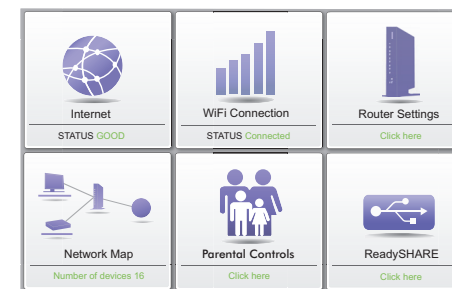 Internet
STATUS GOOD
WiFi Connection
STATUS Connected
Router Settings
Click here
Network Map
Number of devices 16
Parental Controls
Click here
ReadySHARE
Click here